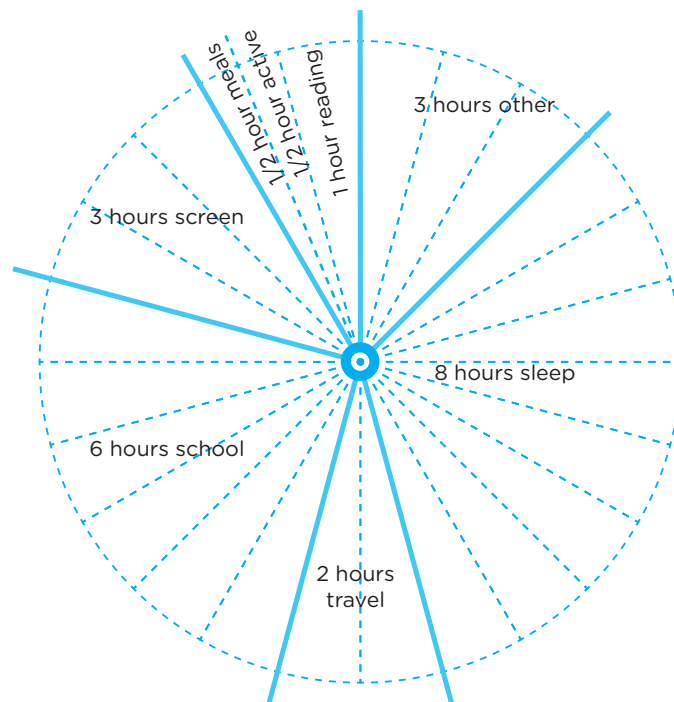 1/2 hour meals
1/2 hour active
1 hour reading
3 hours other
3 hours screen
8 hours sleep
6 hours school
2 hours
travel